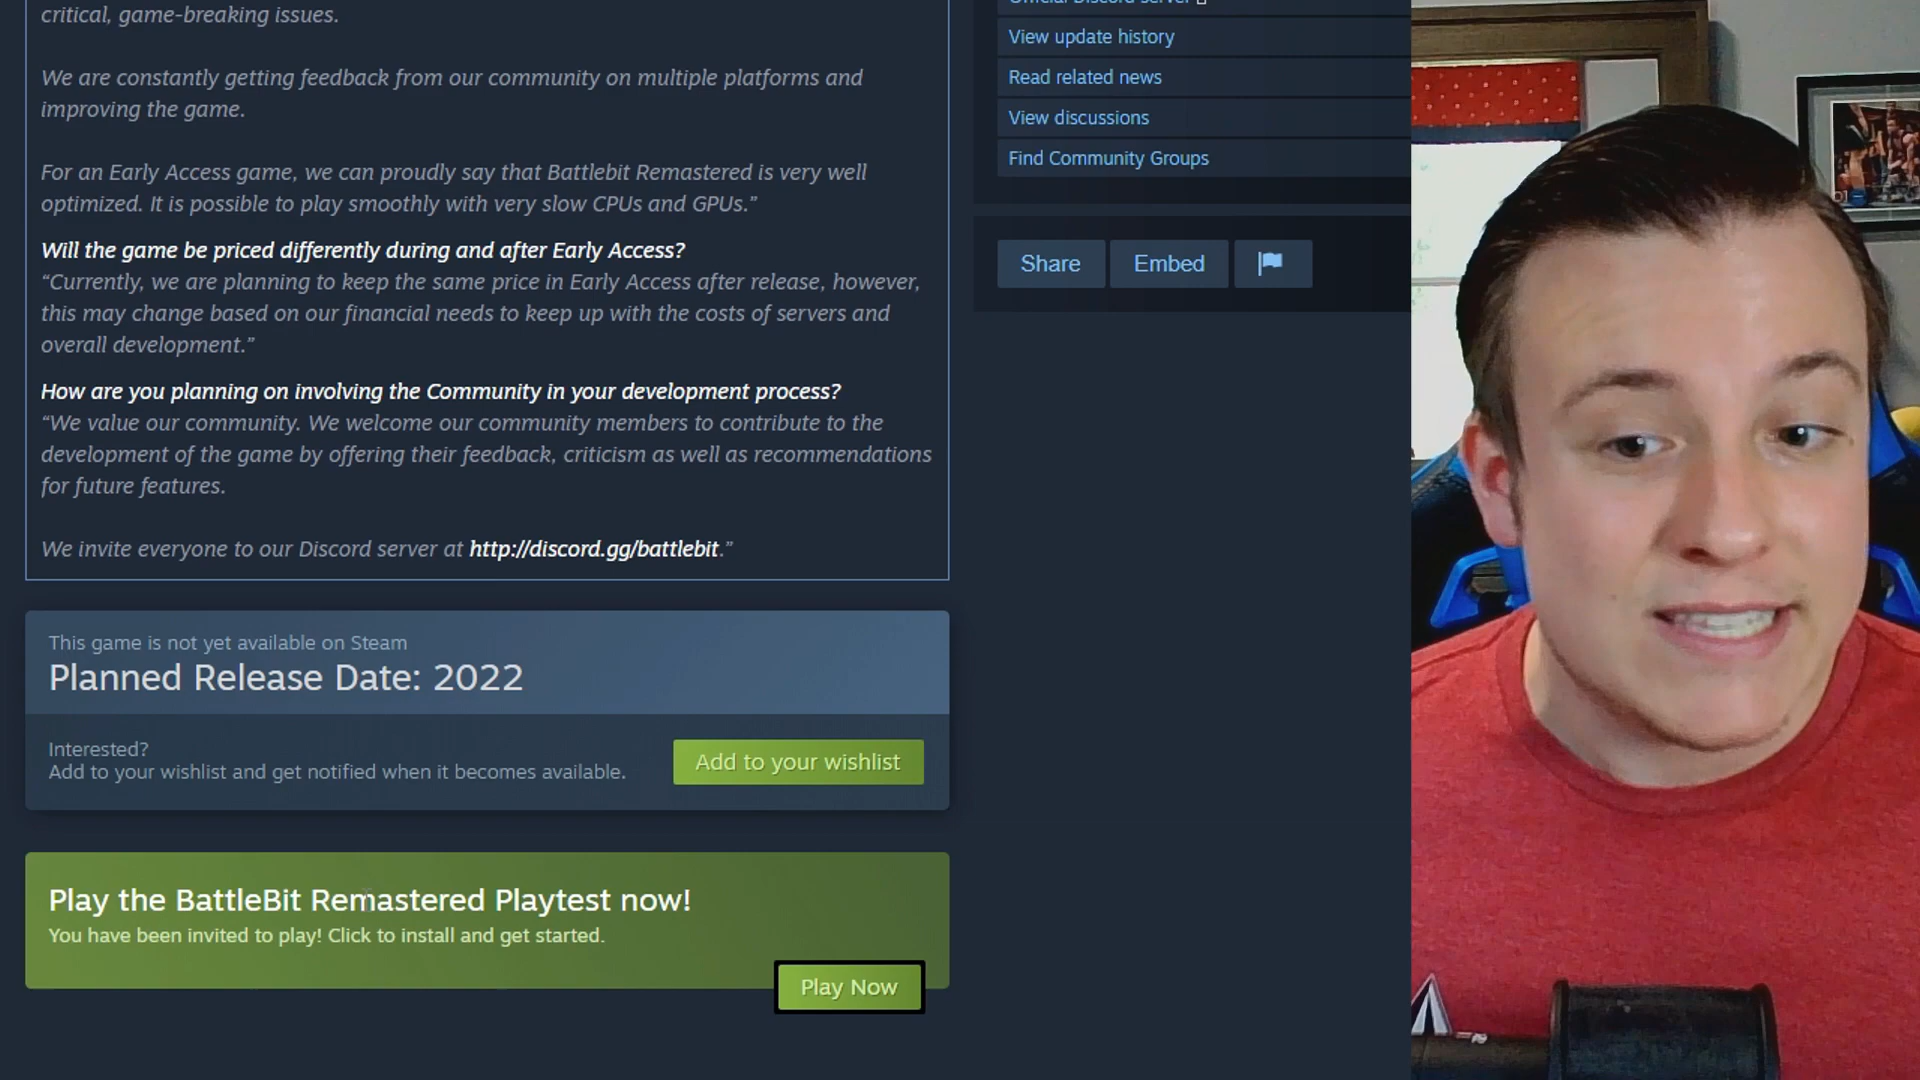 critical, game-breaking issues.
We are constantly getting feedback from our community on multiple platforms and
improving the game.
For an Early Access game, we can proudly say that Battlebit Remastered is very well
optimized. It is possible to play smoothly with very slow CPUs and GPUs.”
Will the game be priced differently during and after Early Access?
“Currently, we are planning to keep the same price in Early Access after release, however,
this may change based on our financial needs to keep up with the costs of servers and
overall development.”
How are you planning on involving the Community in your development process?
“We value our community. We welcome our community members to contribute to the
development of the game by offering their feedback, criticism as well as recommendations
for future features.
We invite everyone to our Discord server at http://discord.gg/battlebit.”
This game is not yet available on Steam
Planned Release Date: 2022
Interested?
Add to your wishlist and get notified when it becomes available.
Add to your wishlist
Play the BattleBit Remastered Playtest now!
You have been invited to play! Click to install and get started.
Play Now
Official Discord server
View update history
Read related news
View discussions
Find Community Groups
Share
Embed